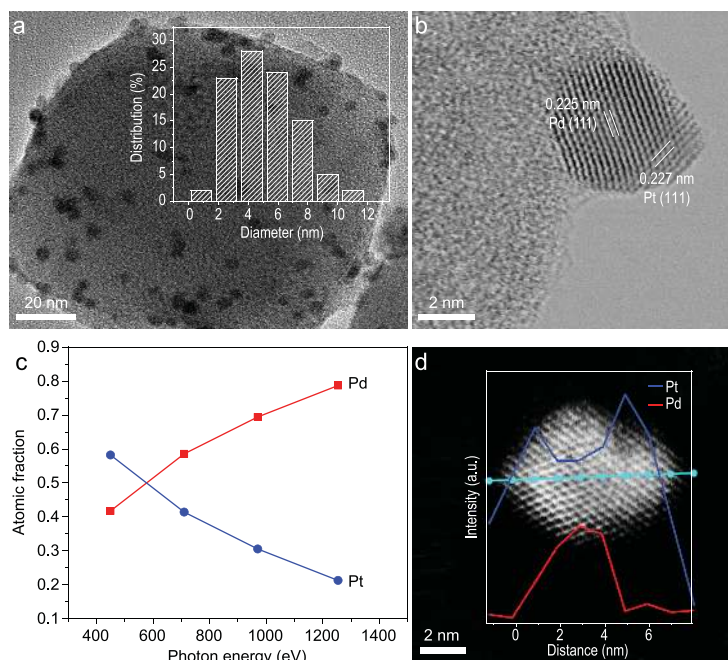 a
Distribution (%)
30
25
20
15
10
5
0
0 2 4 6 8 10 12
Diameter (nm)
20 nm
b
0.225 nm
Pd (111)
0.227 nm
Pt (111)
2 nm
c
Atomic fraction
0.9
0.8
0.7
0.6
0.5
0.4
0.3
0.2
0.1
Pd
Pt
400 600 800 1000 1200 1400
Photon energy (eV)
d
Pt
Pd
Intensity (a.u.)
0 2 4 6
Distance (nm)
2 nm